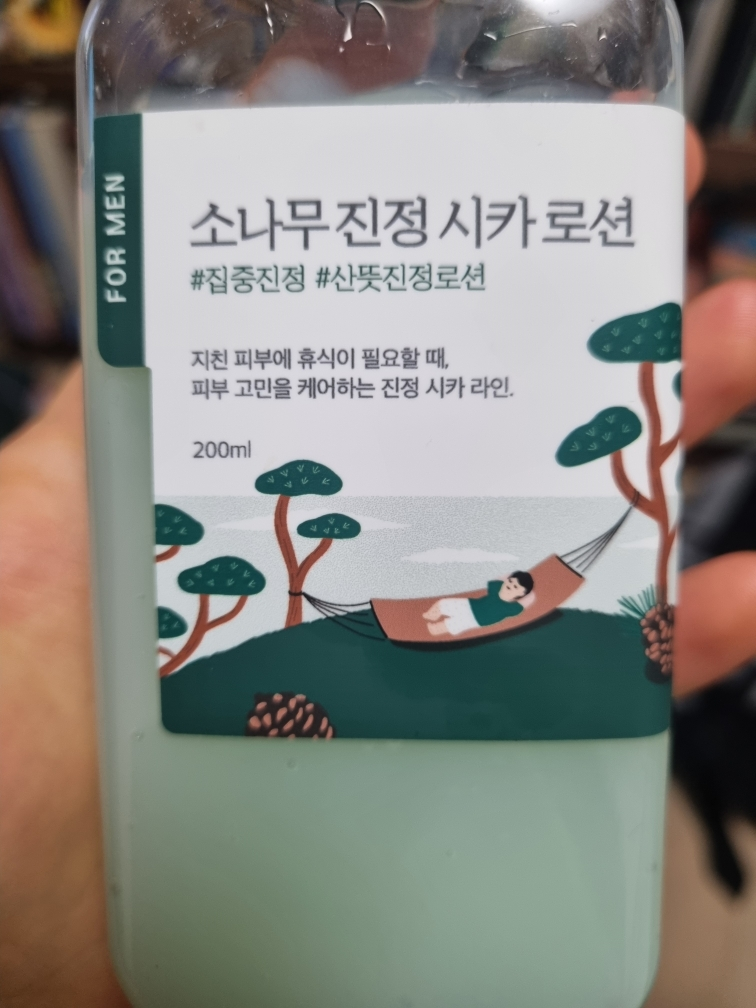 FOR MEN
소나무 진정 시카 로션
#집중진정 #산뜻진정로션
지친 피부에 휴식이 필요할 때,
피부 고민을 케어하는 진정 시카 라인.
200ml